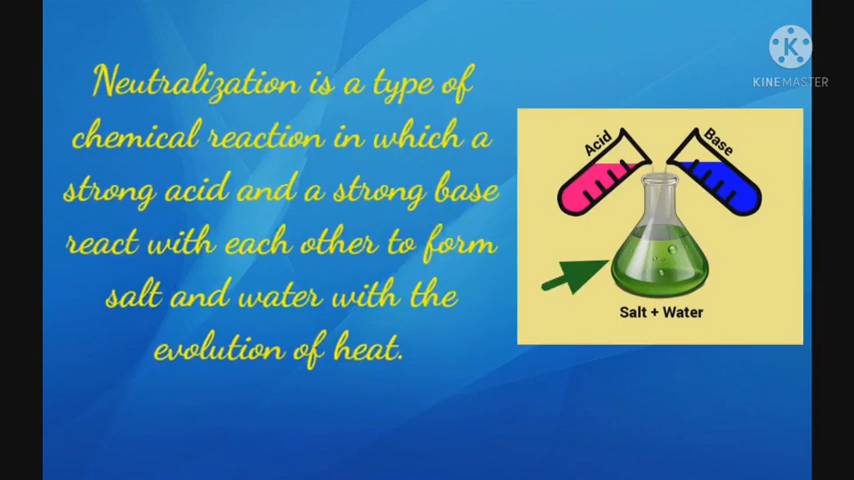 Neutralization is a type of
chemical reaction in which a
strong acid and a strong base
react with each other to form
salt and water with the
evolution of heat.
K
KINEMASTER
Acid
Base
Salt + Water